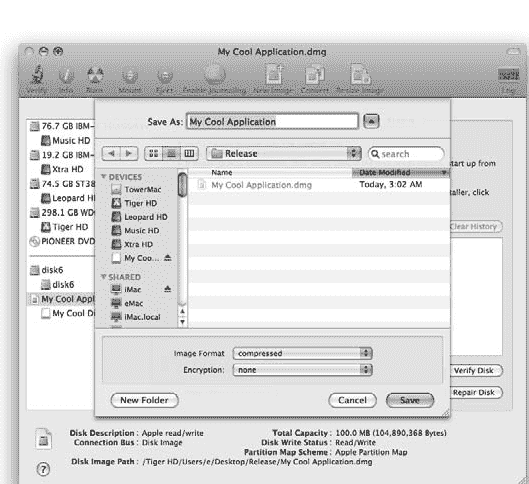 My Cool Application.dmg
Verify Info Burn Mount Eject Enable Journaling New Image Convert Resize Image Log
Save As: My Cool Application
76.7 GB IBM-
Music HD
19.2 GB IBM-
Xtra HD
74.5 GB ST38
Leopard H
298.1 GB WD
Tiger HD
PIONEER DVD
disk6
disk6
My Cool Appl
My Cool Di
Release
search
DEVICES
TowerMac
Tiger HD
Leopard HD
Music HD
Xtra HD
My Coo...
SHARED
iMac
eMac
iMac.local
Name Date Modified
My Cool Application.dmg Today, 3:02 AM
tart up from
taller, click
Clear History
Image Format compressed
Encryption: none
New Folder Cancel Save
Verify Disk
Repair Disk
Disk Description : Apple read/write Total Capacity : 100.0 MB (104,890,368 Bytes)
Connection Bus : Disk Image Disk Write Status : Read/Write
Partition Map Scheme : Apple Partition Map
Disk Image Path : /Tiger HD/Users/e/Desktop/Release/My Cool Application.dmg
?